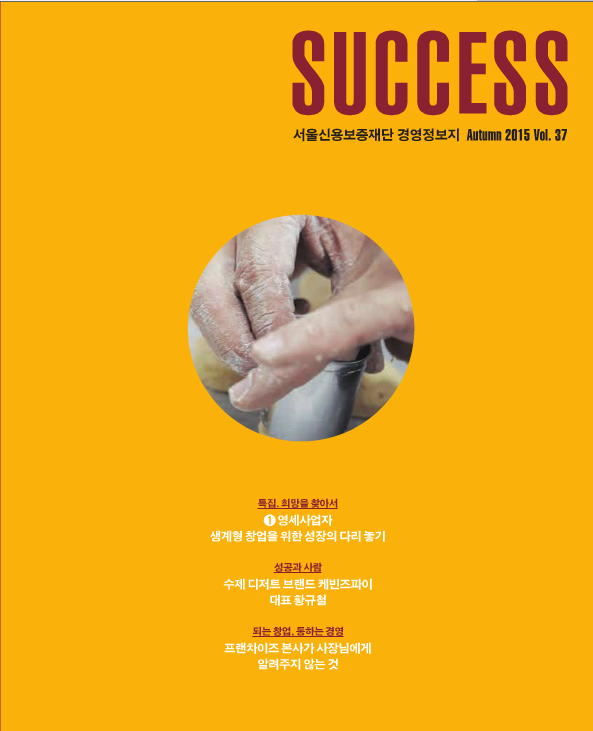 SUCCESS
서울신용보증재단 경영정보지 Autumn 2015 Vol. 37
특집. 희망을 찾아서
❶ 영세사업자
생계형 창업을 위한 성장의 다리 놓기
성공과 사람
수제 디저트 브랜드 케빈즈파이
대표 황규철
되는 창업, 통하는 경영
프랜차이즈 본사가 사장님에게
알려주지 않는 것